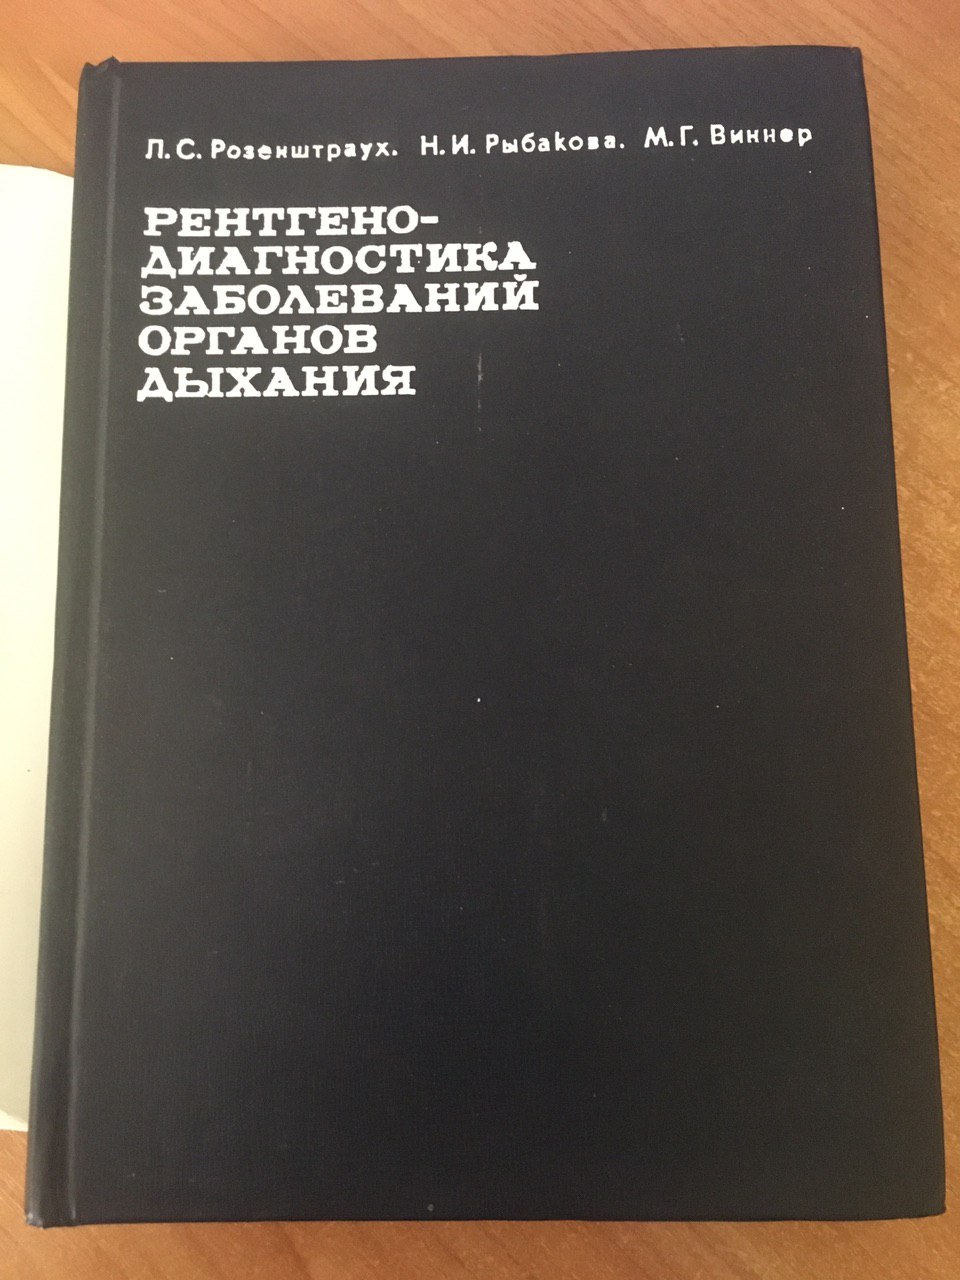 Л. С. Розенштраух. Н. И. Рыбакова. М. Г. Виннер
РЕНТГЕНО-
ДИАГНОСТИКА
ЗАБОЛЕВАНИЙ
ОРГАНОВ
ДЫХАНИЯ